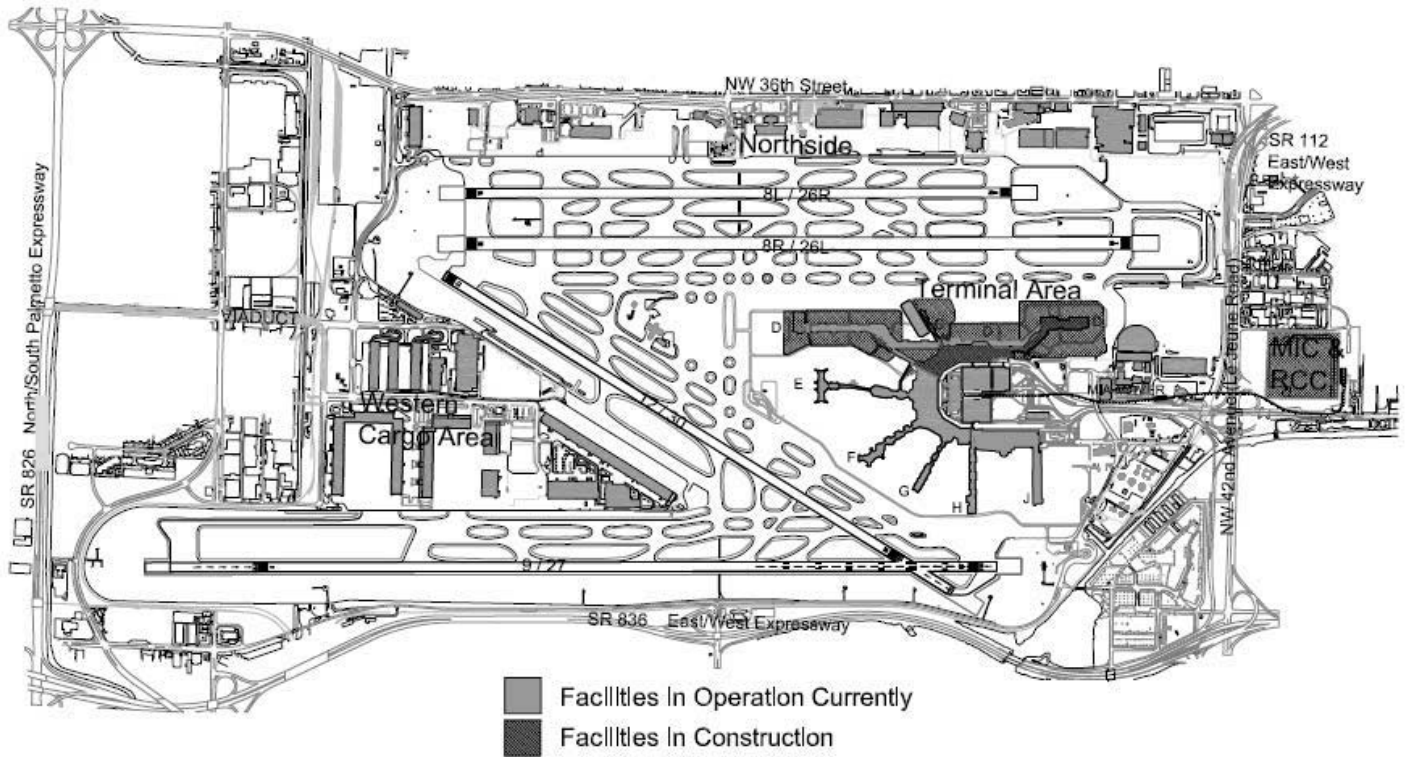 NW 36th Street
Northside
SR 112
East/West
Expressway
8L / 26R
8R / 26L
SR 826 North/South Palmetto Expressway
VIADUCT
Terminal Area
D
D
E
MIC &
RCC
Western
Cargo Area
12 / 30
F
G
H
J
NW 42nd Avenue (LeJeune Road)
9 / 27
SR 836 East/West Expressway
Facilities In Operation Currently
Facilities In Construction